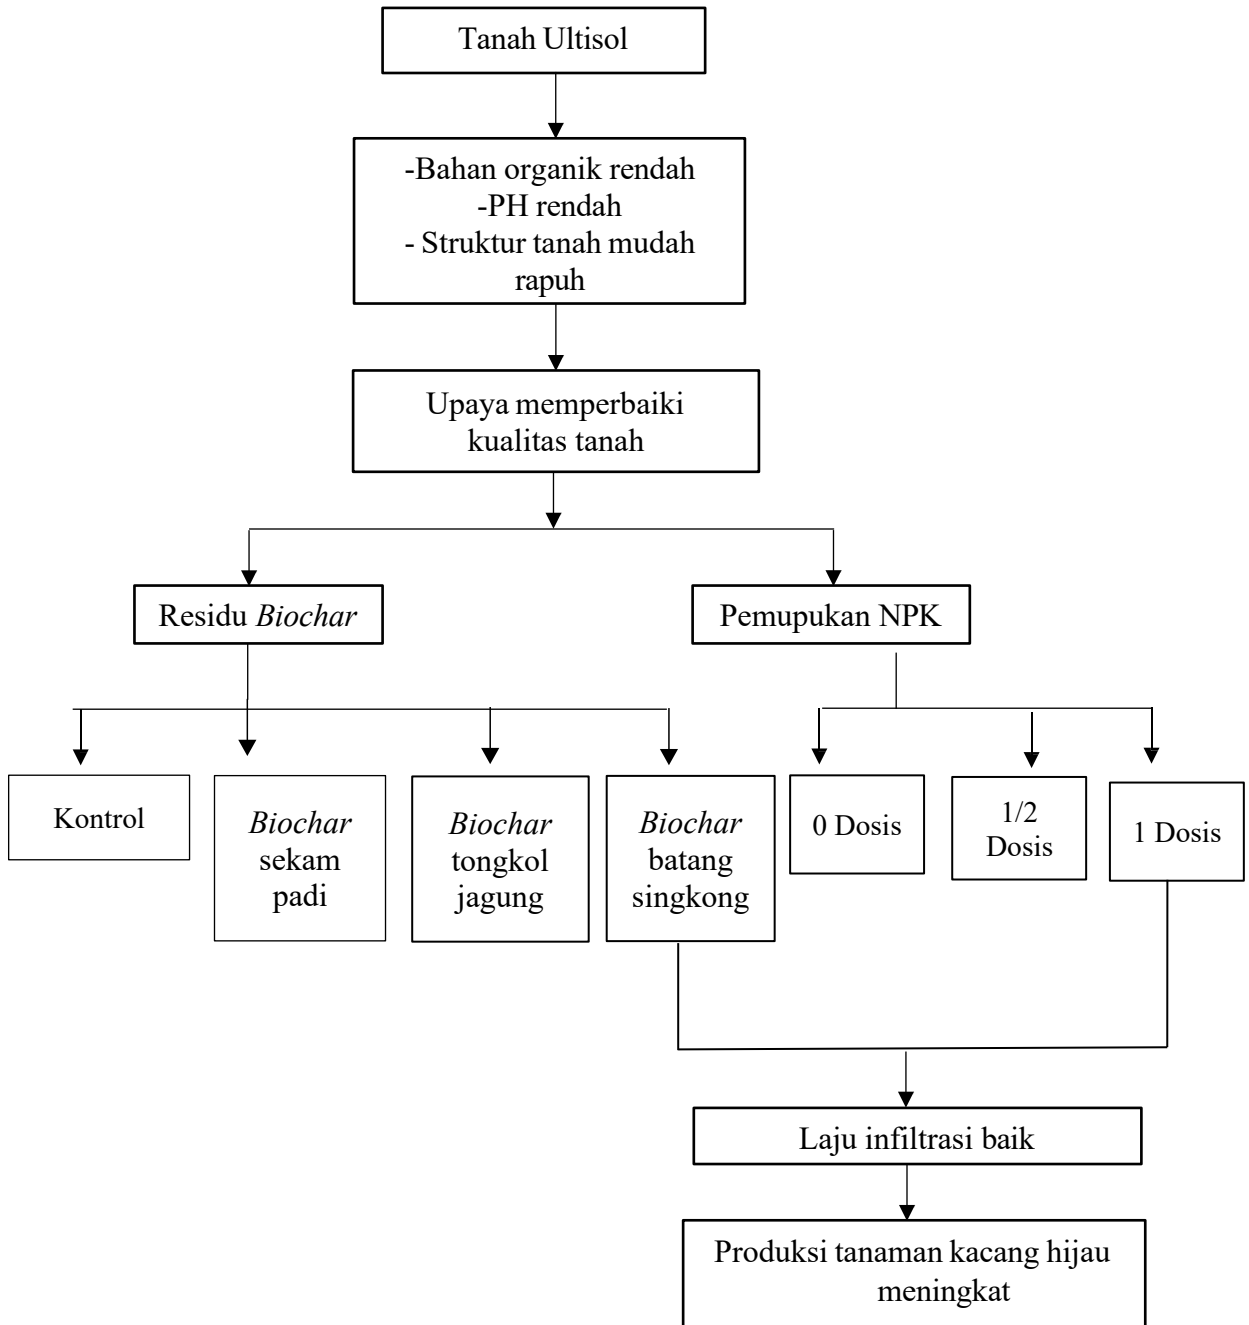 Tanah Ultisol
-Bahan organik rendah
-PH rendah
- Struktur tanah mudah
rapuh
Upaya memperbaiki
kualitas tanah
Residu Biochar
Pemupukan NPK
Kontrol
Biochar
sekam
padi
Biochar
tongkol
jagung
Biochar
batang
singkong
0 Dosis
1/2
Dosis
1 Dosis
Laju infiltrasi baik
Produksi tanaman kacang hijau
meningkat